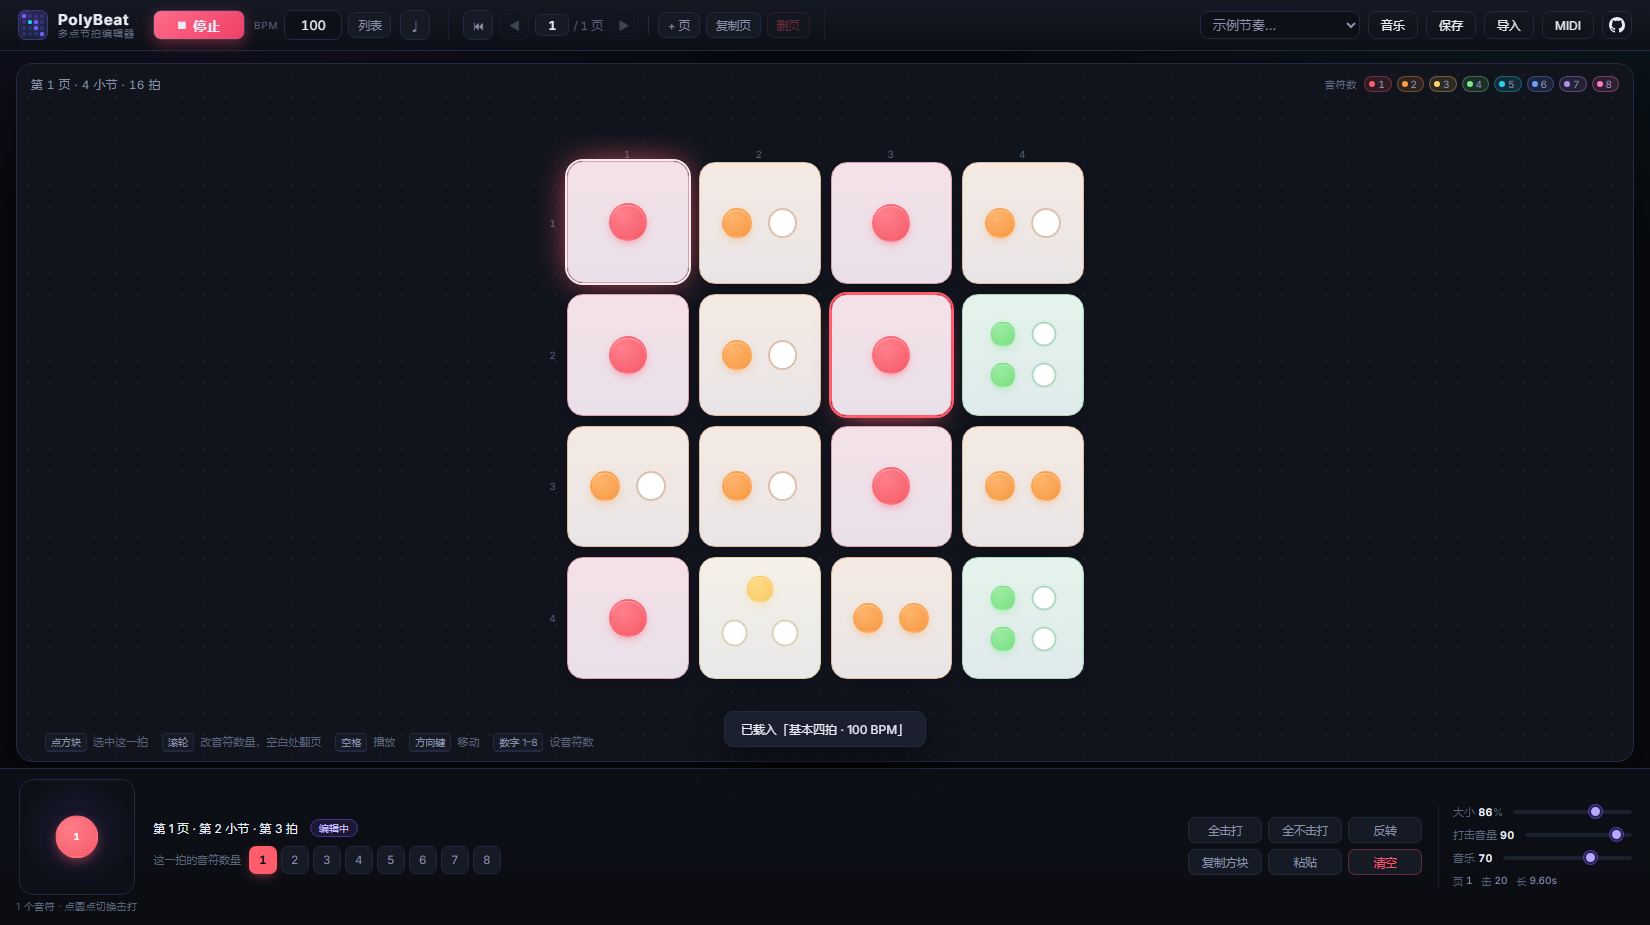 PolyBeat
多点节拍编辑器
停止
BPM
100
列表
♩
1
/ 1 页
+ 页
复制页
删页
示例节奏...
音乐
保存
导入
MIDI
第 1 页 · 4 小节 · 16 拍
音符数
1
2
3
4
5
6
7
8
1
2
3
4
1
2
3
4
已载入「基本四拍 · 100 BPM」
点方块 选中这一拍
滚轮 改音符数量，空白处翻页
空格 播放
方向键 移动
数字 1–8 设音符数
1
1 个音符 · 点圆点切换击打
第 1 页 · 第 2 小节 · 第 3 拍
编辑中
这一拍的音符数量
1
2
3
4
5
6
7
8
全击打
全不击打
反转
复制方块
粘贴
清空
大小 86%
打击音量 90
音乐 70
页 1 击 20 长 9.60s